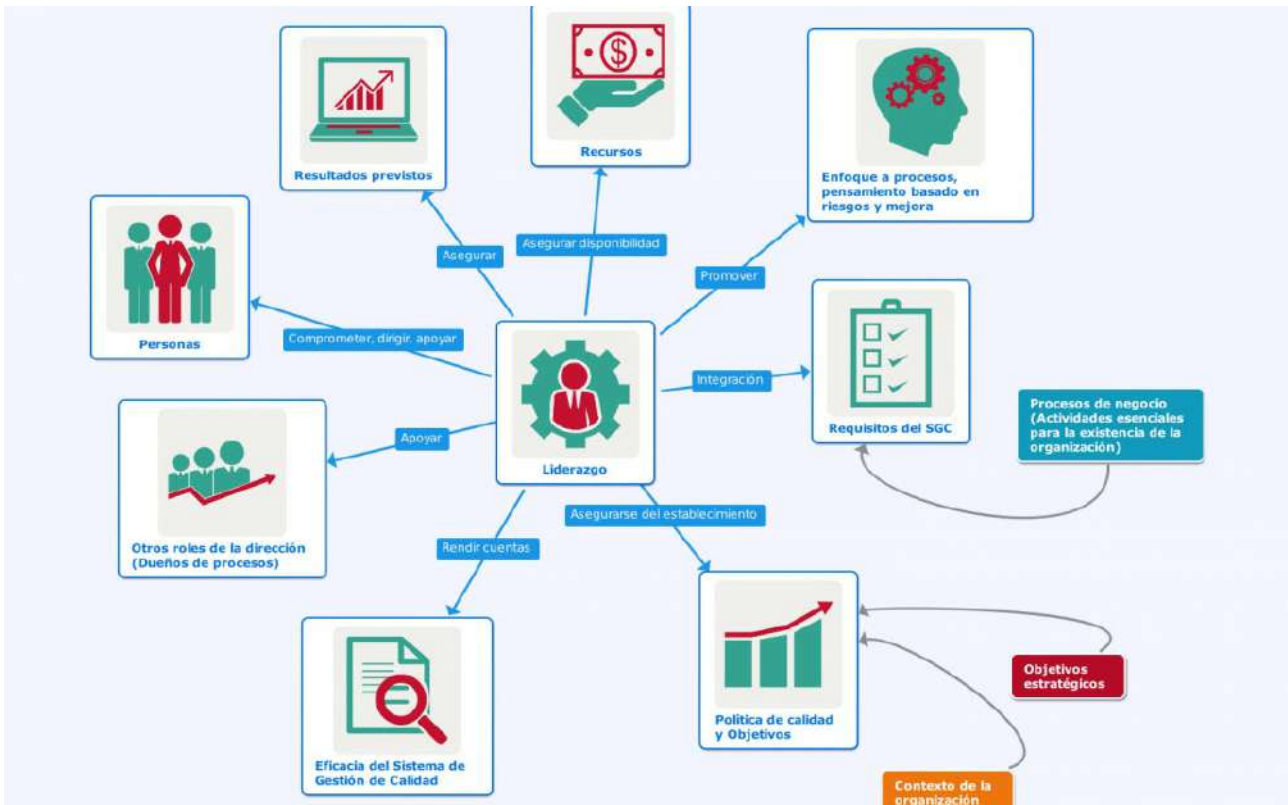 Resultados previstos
Recursos
Enfoque a procesos,
pensamiento basado en
riesgos y mejora
Asegurar
Asegurar disponibilidad
Promover
Personas
Comprometer, dirigir, apoyar
Liderazgo
Integración
Requisitos del SGC
Procesos de negocio
(Actividades esenciales
para la existencia de la
organización)
Apoyar
Otros roles de la dirección
(Dueños de procesos)
Rendir cuentas
Asegurarse del establecimiento
Eficacia del Sistema de
Gestión de Calidad
Política de calidad
y Objetivos
Objetivos
estratégicos
Contexto de la
organización